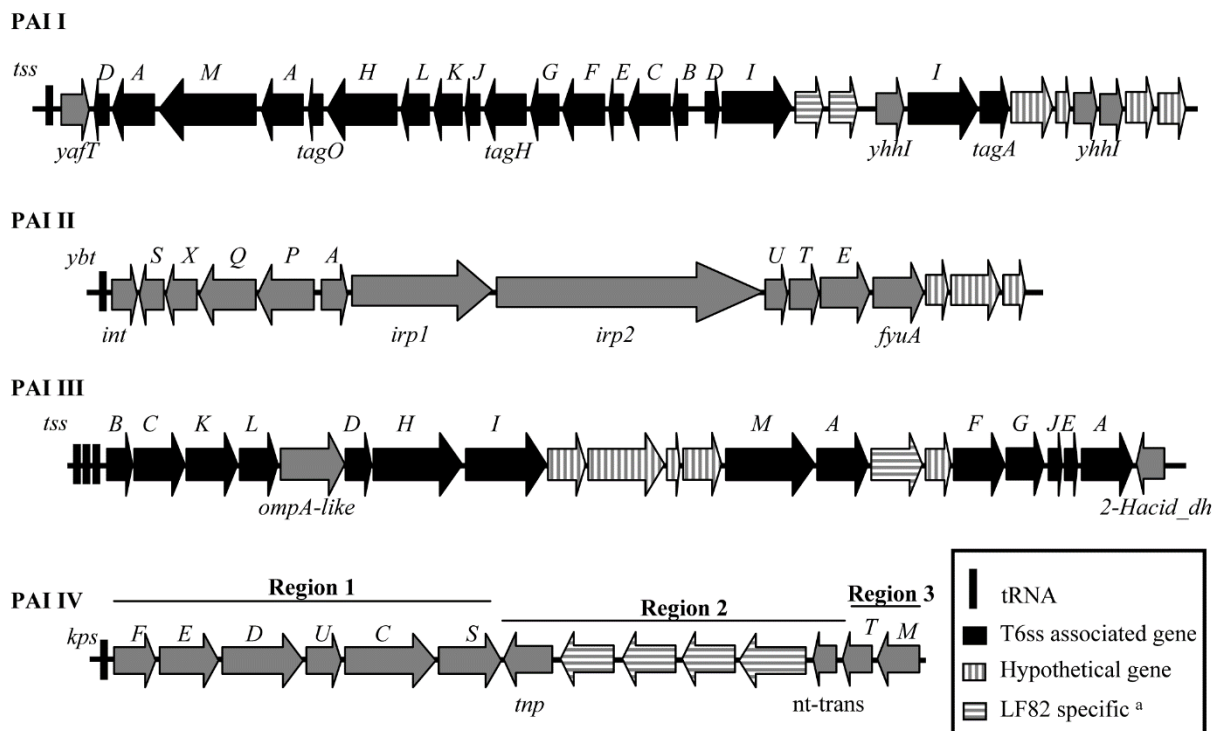 PAI I
tss D A M A H L K J G F E C B D I I
yafT tagO tagH yhhI tagA yhhI
PAI II
ybt S X Q P A U T E
int irp1 irp2 fyuA
PAI III
tss B C K L D H I M A F G J E A
ompA-like 2-Hacid_dh
PAI IV
Region 1 Region 2 Region 3
kps F E D U C S T M
tnp nt-trans
tRNA
T6ss associated gene
Hypothetical gene
LF82 specific ᵃ